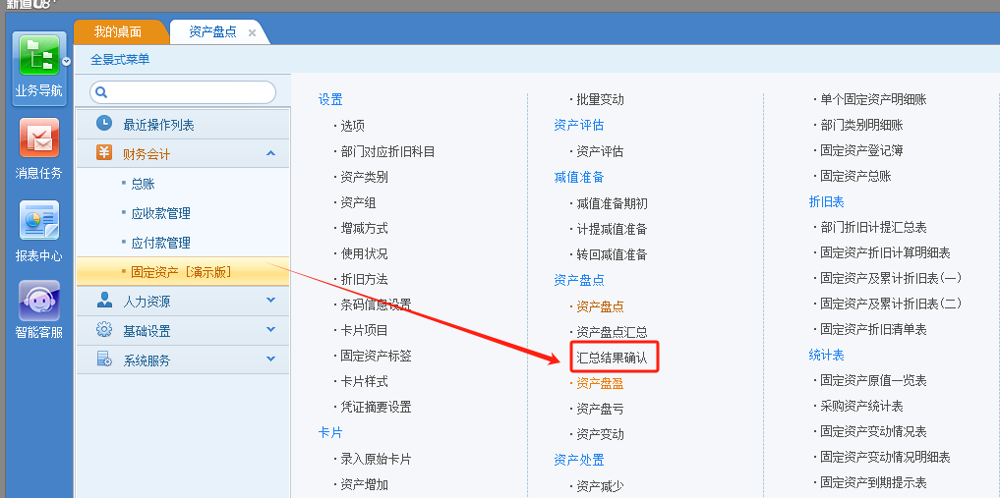 新道U8+
我的桌面
资产盘点
业务导航
消息任务
报表中心
智能客服
全景式菜单
最近操作列表
财务会计
总账
应收款管理
应付款管理
固定资产 [演示版]
人力资源
基础设置
系统服务
设置
·选项
·部门对应折旧科目
·资产类别
·资产组
·增减方式
·使用状况
·折旧方法
·条码信息设置
·卡片项目
·固定资产标签
·卡片样式
·凭证摘要设置
卡片
·录入原始卡片
·资产增加
·批量变动
资产评估
·资产评估
减值准备
·减值准备期初
·计提减值准备
·转回减值准备
资产盘点
·资产盘点
·资产盘点汇总
·汇总结果确认
·资产盘盈
·资产盘亏
·资产变动
资产处置
·资产减少
·单个固定资产明细账
·部门类别明细账
·固定资产登记簿
·固定资产总账
折旧表
·部门折旧计提汇总表
·固定资产折旧计算明细表
·固定资产及累计折旧表(一)
·固定资产及累计折旧表(二)
·固定资产折旧清单表
统计表
·固定资产原值一览表
·采购资产统计表
·固定资产变动情况表
·固定资产变动情况明细表
·固定资产到期提示表